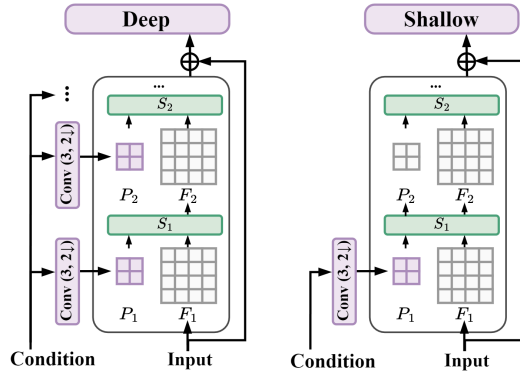 Deep
...
S2
Conv (3, 2↓)
P2
F2
S1
Conv (3, 2↓)
P1
F1
Condition
Input
Shallow
...
S2
P2
F2
S1
Conv (3, 2↓)
P1
F1
Condition
Input